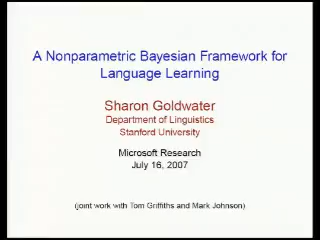 A Nonparametric Bayesian Framework for
Language Learning
Sharon Goldwater
Department of Linguistics
Stanford University
Microsoft Research
July 16, 2007
(joint work with Tom Griffiths and Mark Johnson)